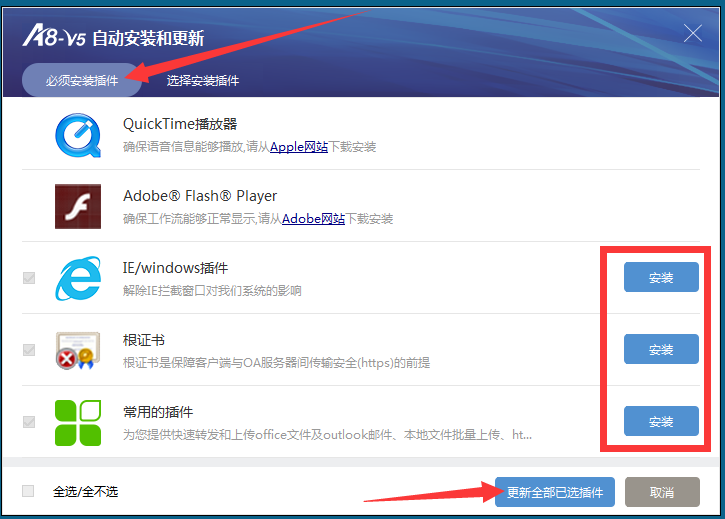 A8-V5 自动安装和更新
必须安装插件 选择安装插件
QuickTime播放器
确保语音信息能够播放,请从Apple网站下载安装
Adobe® Flash® Player
确保工作流能够正常显示,请从Adobe网站下载安装
IE/windows插件
解除IE拦截窗口对我们系统的影响
安装
根证书
根证书是保障客户端与OA服务器间传输安全(https)的前提
安装
常用的插件
为您提供快速转发和上传office文件及outlook邮件、本地文件批量上传、ht...
安装
全选/全不选 更新全部已选插件 取消